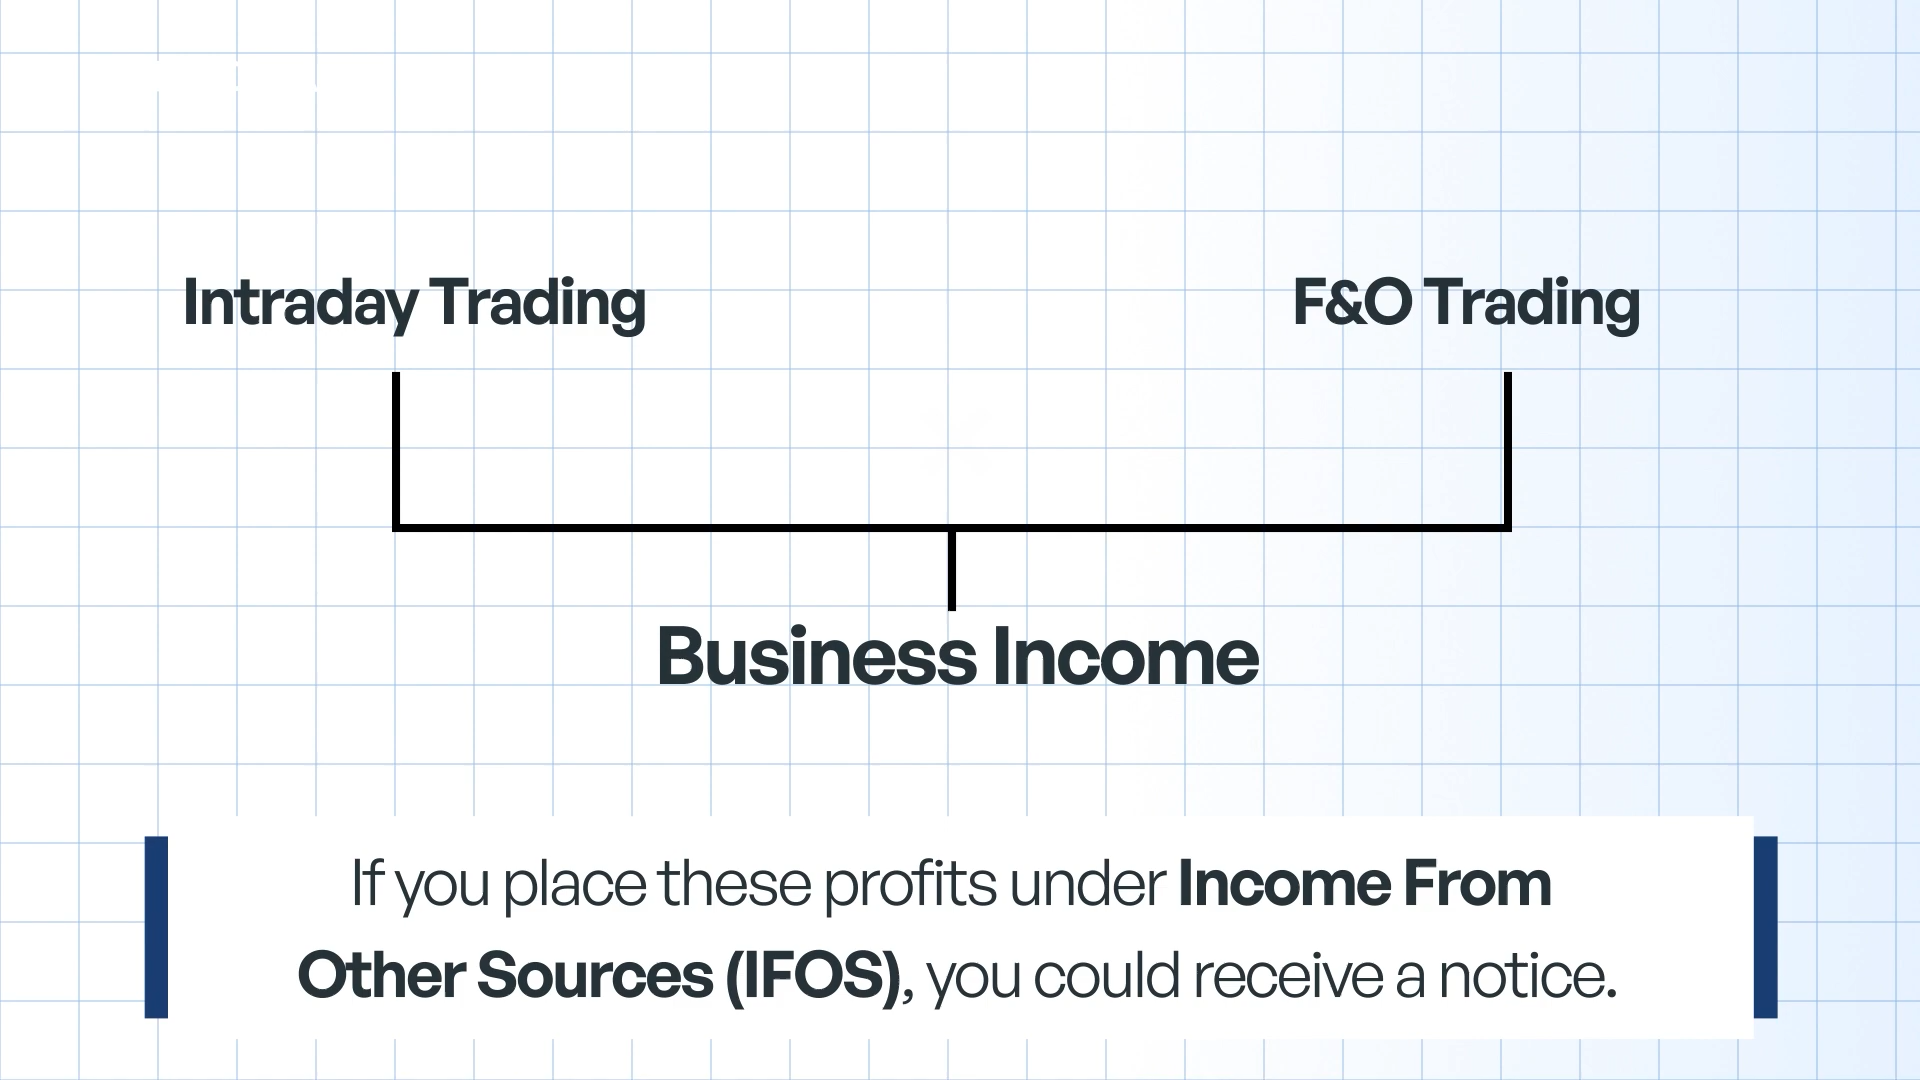 Intraday Trading
F&O Trading
Business Income
If you place these profits under Income From
Other Sources (IFOS), you could receive a notice.